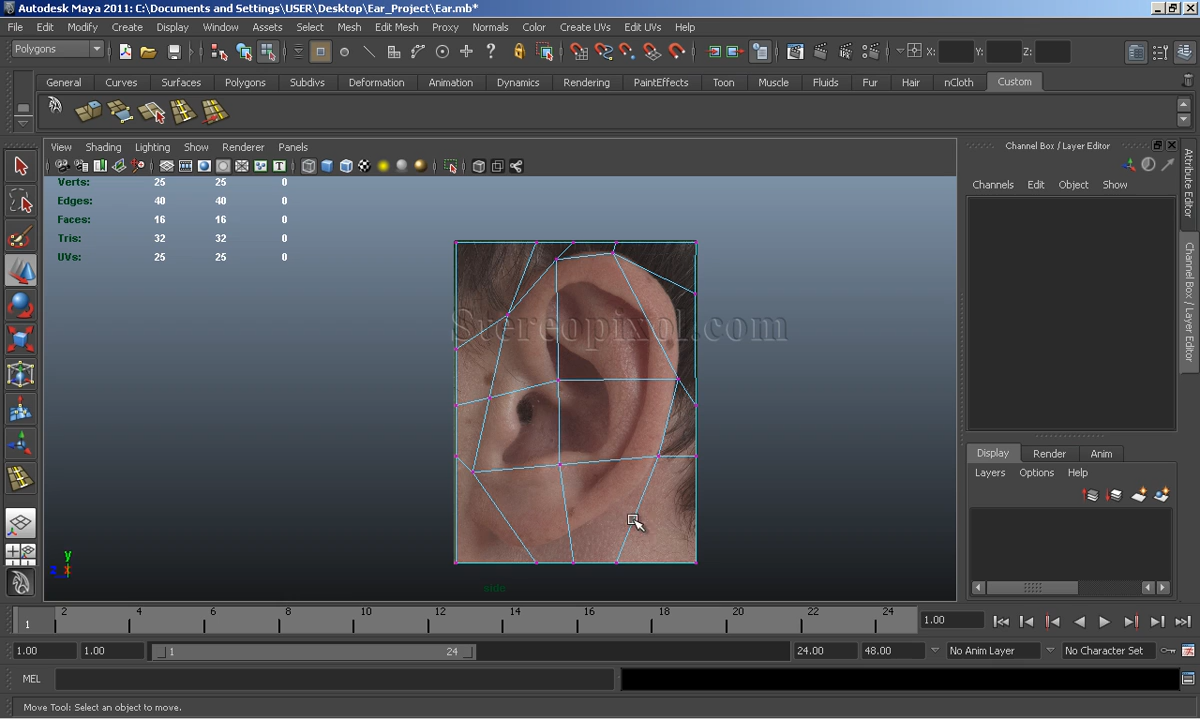 Autodesk Maya 2011: C:\Documents and Settings\USER\Desktop\Ear_Project\Ear.mb*
File Edit Modify Create Display Window Assets Select Mesh Edit Mesh Proxy Normals Color Create UVs Edit UVs Help
Polygons X: Y: Z:
General Curves Surfaces Polygons Subdivs Deformation Animation Dynamics Rendering PaintEffects Toon Muscle Fluids Fur Hair nCloth Custom
View Shading Lighting Show Renderer Panels
Channel Box / Layer Editor
Channels Edit Object Show
Attribute Editor
Channel Box / Layer Editor
Verts: 25 25 0
Edges: 40 40 0
Faces: 16 16 0
Tris: 32 32 0
UVs: 25 25 0
Stereopixol.com
Display Render Anim
Layers Options Help
y
z
x
side
1 2 4 6 8 10 12 14 16 18 20 22 24 1.00
1.00 1.00 1 24 24.00 48.00 No Anim Layer No Character Set
MEL
Move Tool: Select an object to move.